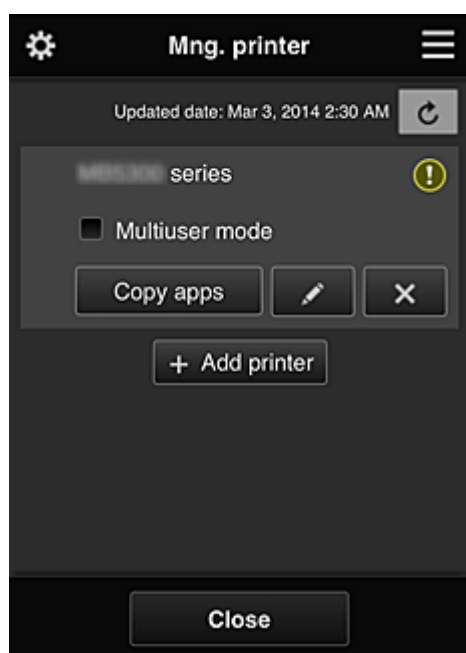 Mng. printer
Updated date: Mar 3, 2014 2:30 AM
series
Multiuser mode
Copy apps
+ Add printer
Close